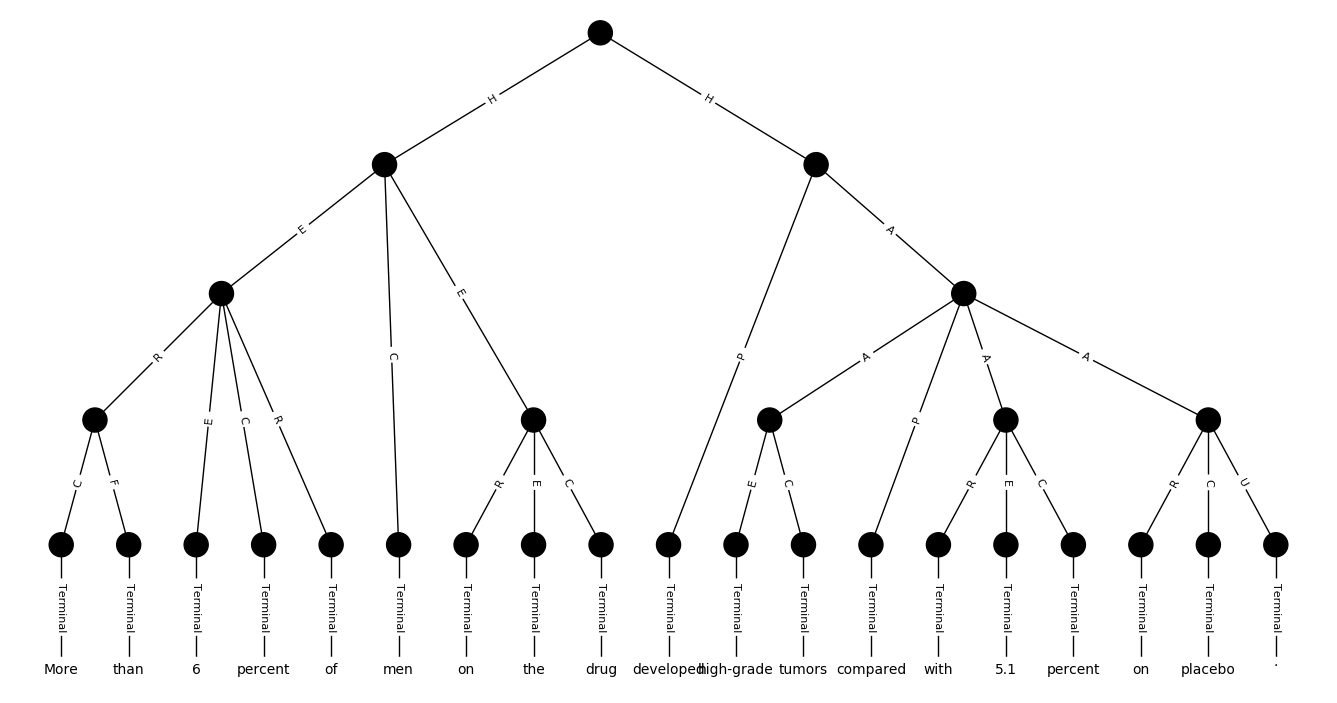 H H
E C E P A
R E C R R E C A P A A
C F E C R E C R C U
Terminal Terminal Terminal Terminal Terminal Terminal Terminal Terminal Terminal Terminal Terminal Terminal Terminal Terminal Terminal Terminal Terminal Terminal Terminal
More than 6 percent of men on the drug developed high-grade tumors compared with 5.1 percent on placebo .